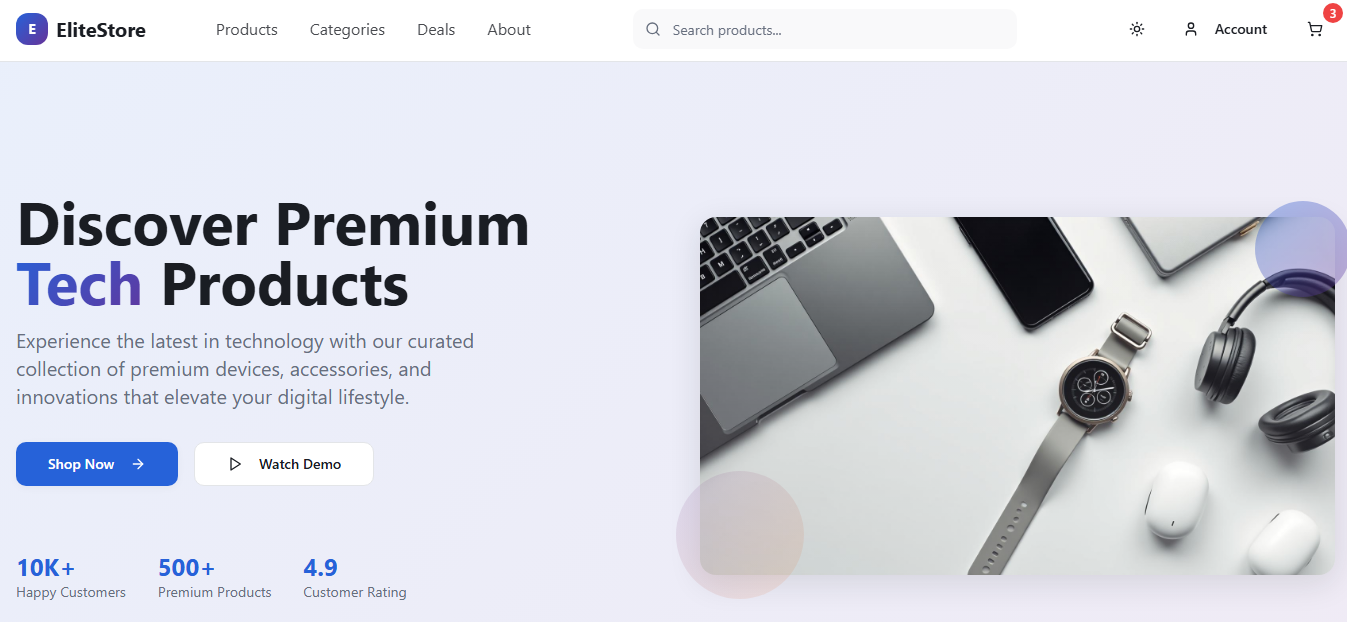 E EliteStore Products Categories Deals About Search products... Account 3
Discover Premium
Tech Products
Experience the latest in technology with our curated
collection of premium devices, accessories, and
innovations that elevate your digital lifestyle.
Shop Now Watch Demo
10K+ 500+ 4.9
Happy Customers Premium Products Customer Rating